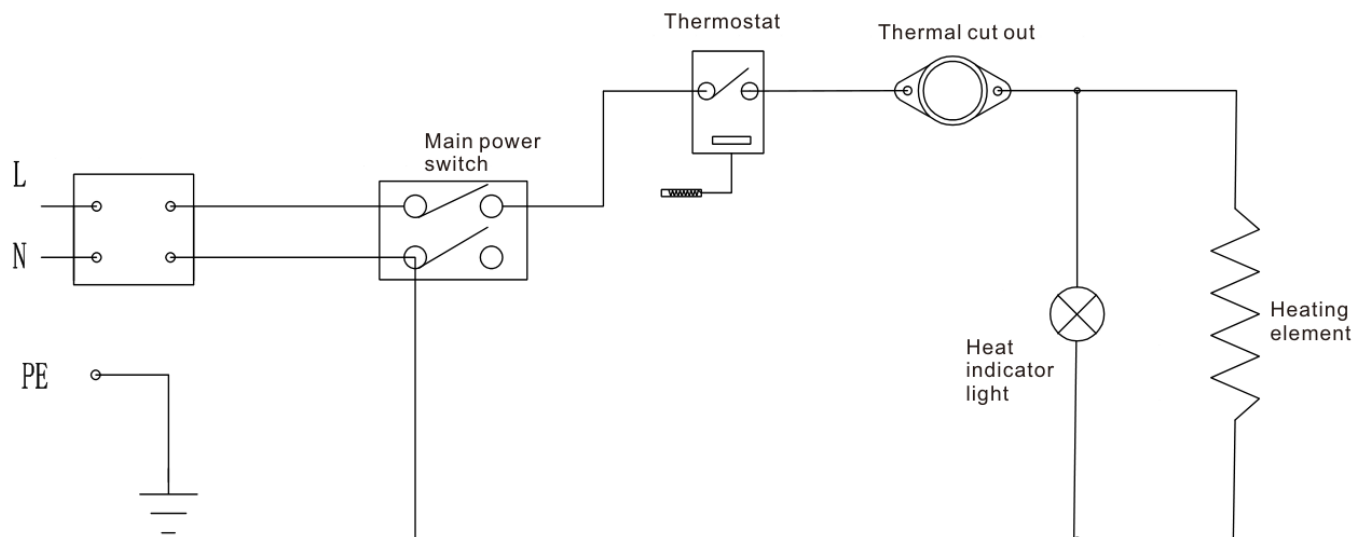 Thermostat
Thermal cut out
Main power
switch
L
N
PE
Heat
indicator
light
Heating
element